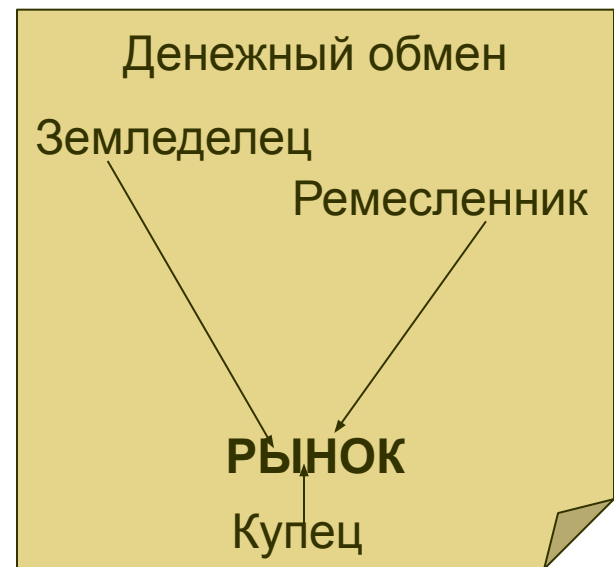 Денежный обмен
Земледелец
Ремесленник
РЫНОК
Купец